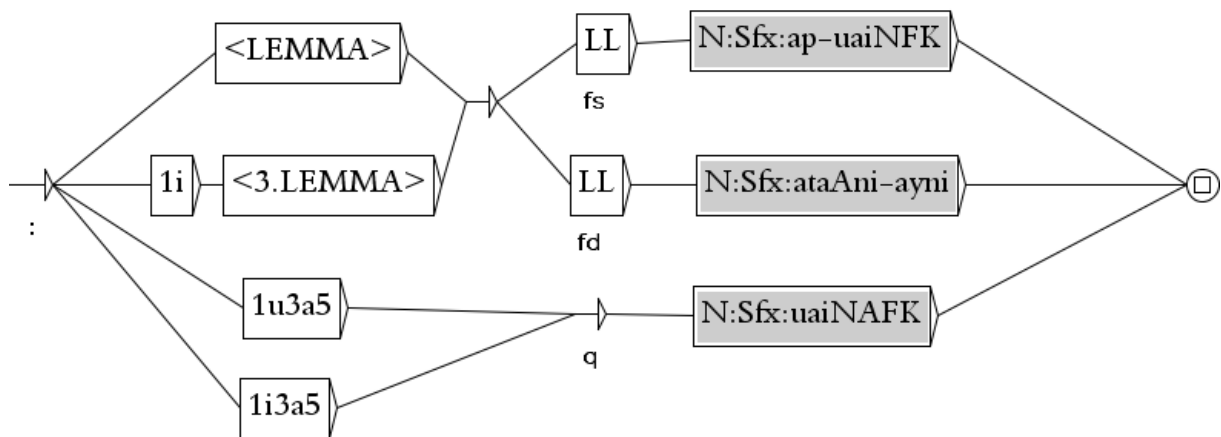 <LEMMA>
LL
N:Sfx:ap-uaiNFK
fs
1i
<3.LEMMA>
LL
N:Sfx:ataAni-ayni
:
fd
1u3a5
N:Sfx:uaiNAFK
q
1i3a5